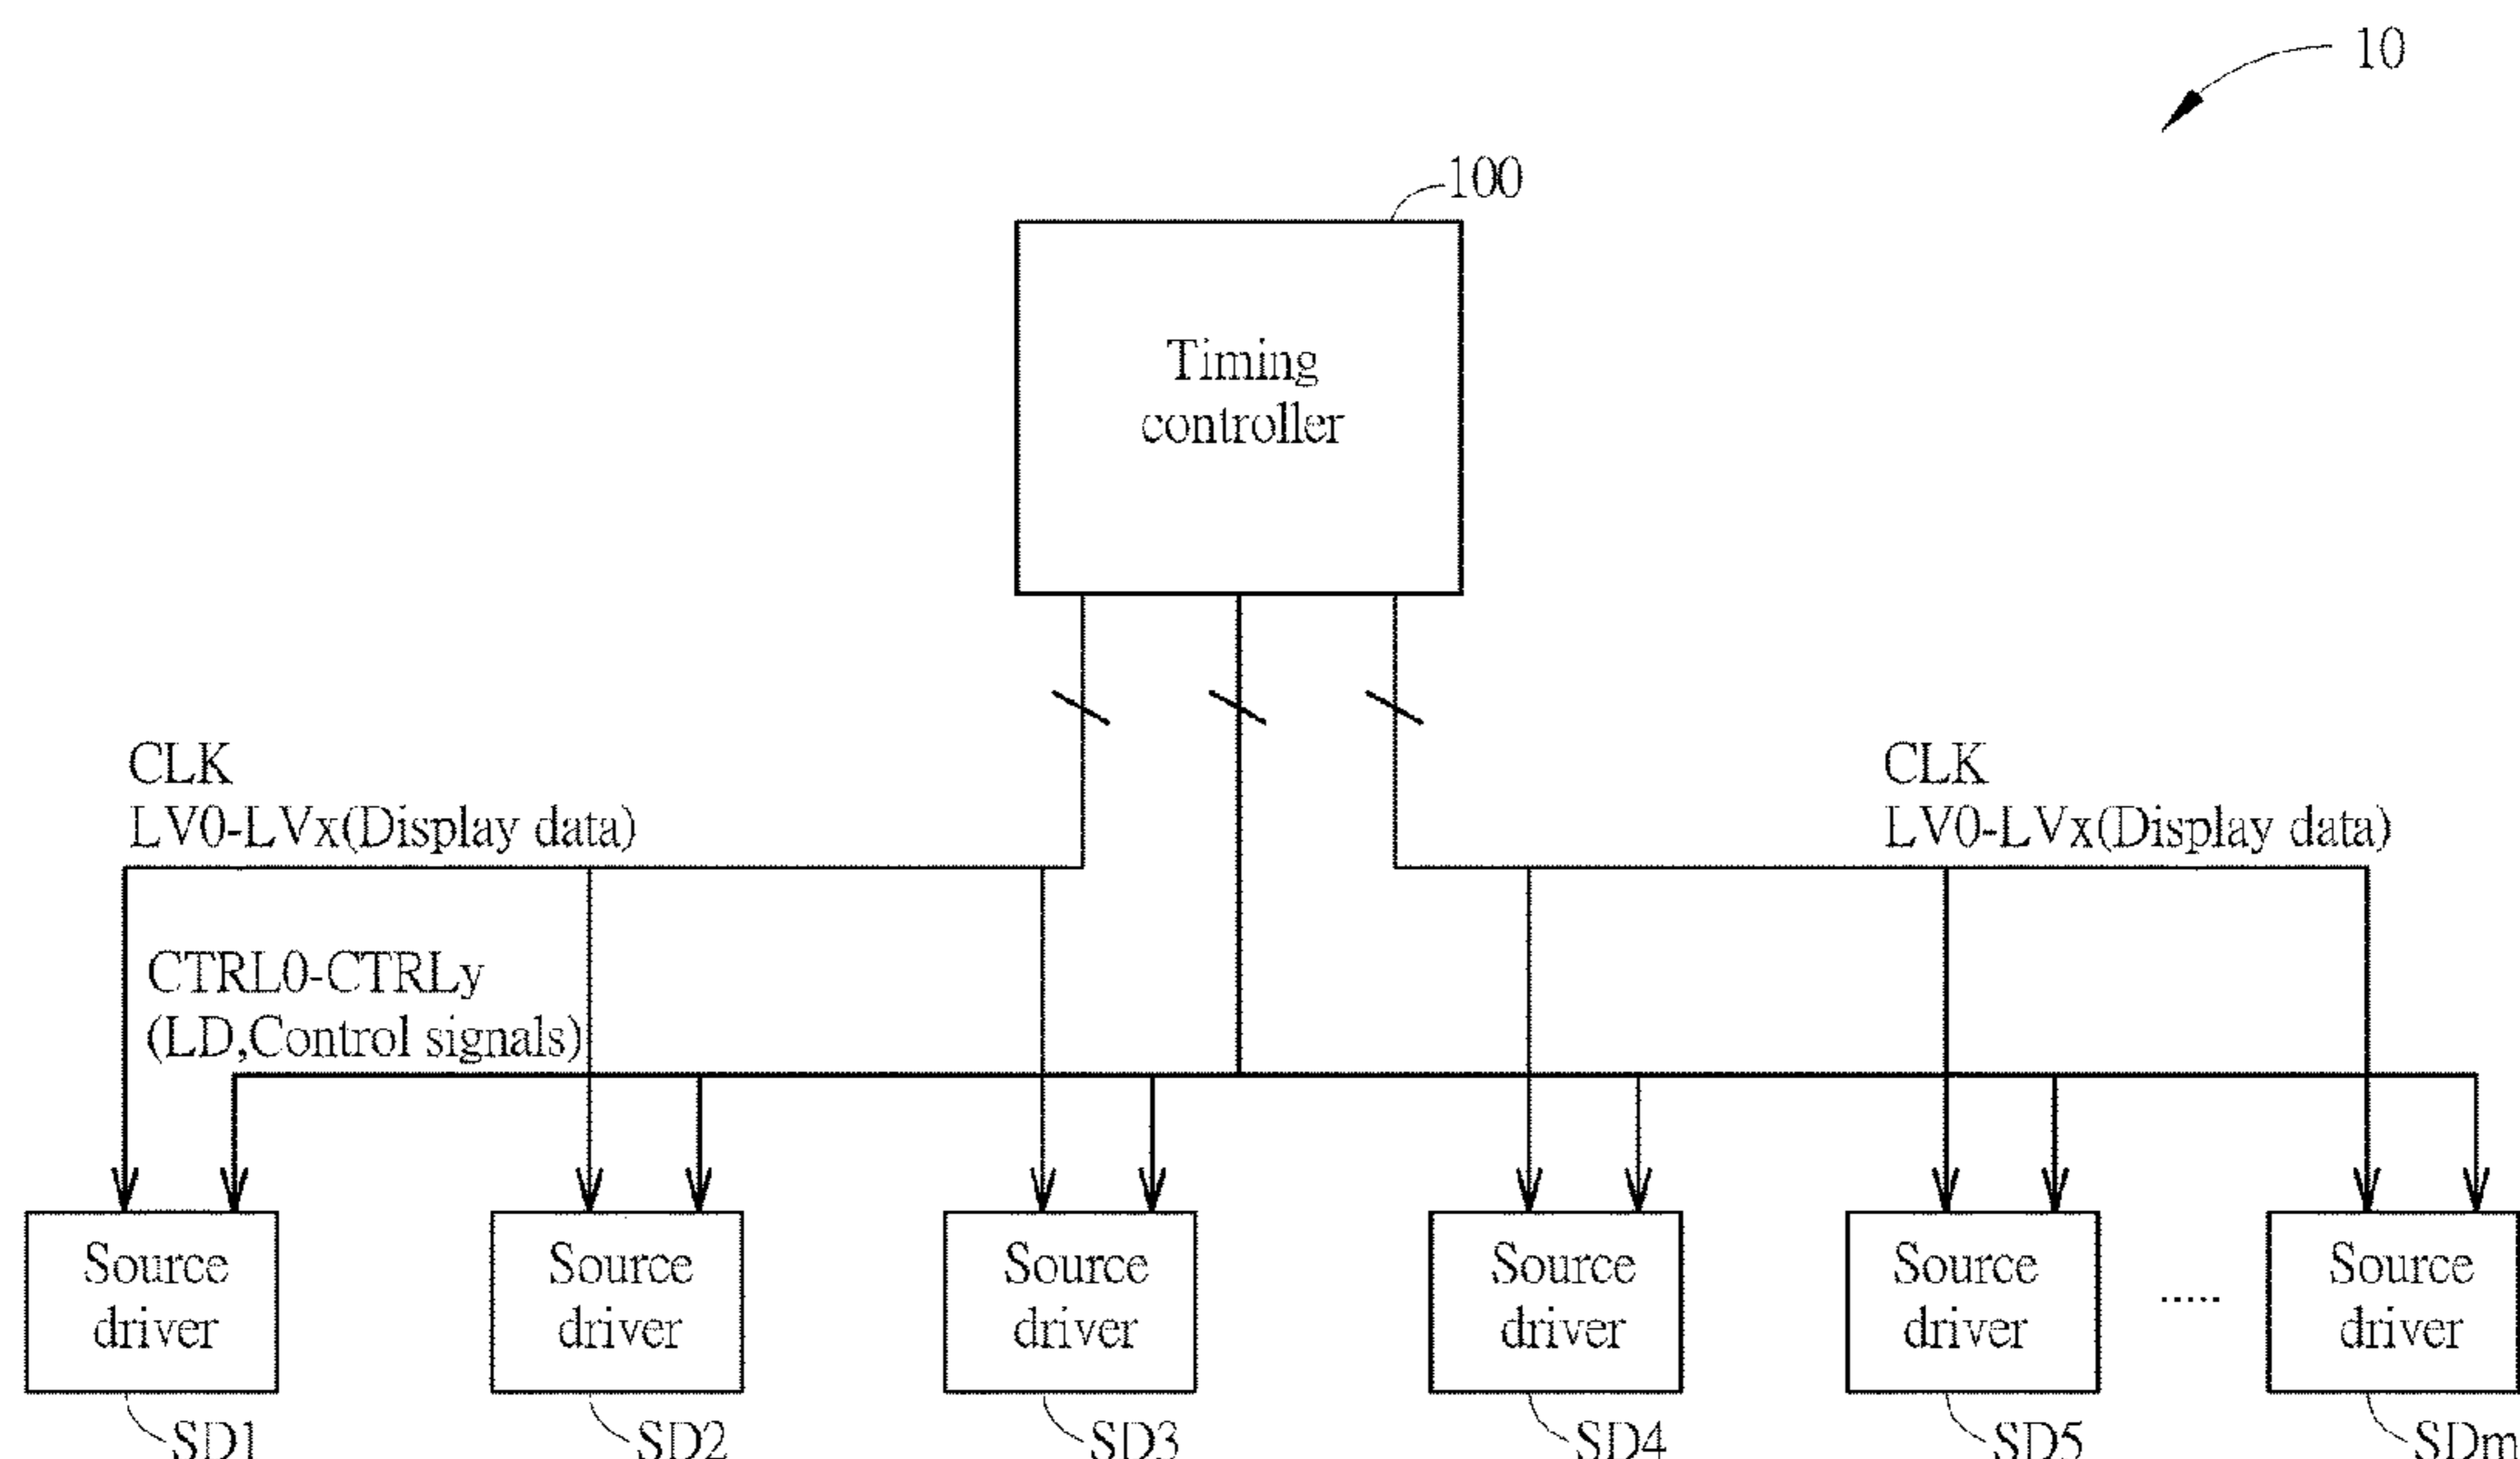 10
100
Timing
controller
CLK
LV0-LVx(Display data)
CLK
LV0-LVx(Display data)
CTRL0-CTRLy
(LD,Control signals)
Source
driver
Source
driver
Source
driver
Source
driver
Source
driver
.....
Source
driver
SD1
SD2
SD3
SD4
SD5
SDm